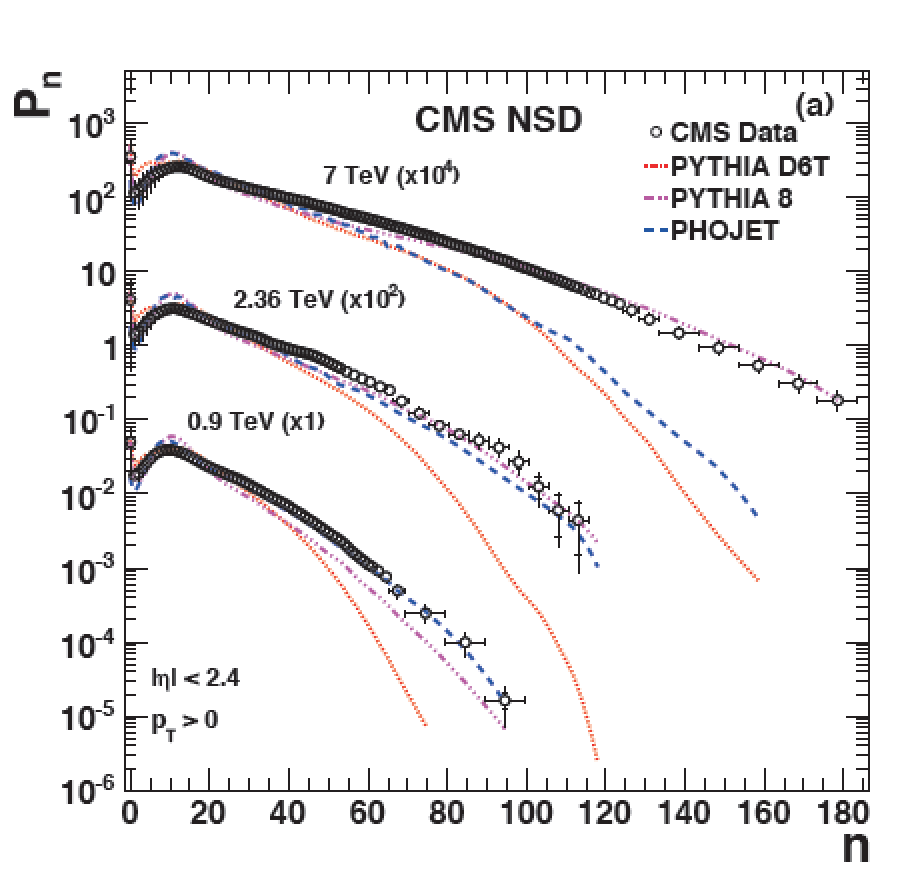 P_n
CMS NSD
(a)
CMS Data
PYTHIA D6T
PYTHIA 8
PHOJET
7 TeV (x10^4)
2.36 TeV (x10^2)
0.9 TeV (x1)
|η| < 2.4
p_T > 0
10^3
10^2
10
1
10^-1
10^-2
10^-3
10^-4
10^-5
10^-6
0 20 40 60 80 100 120 140 160 180
n